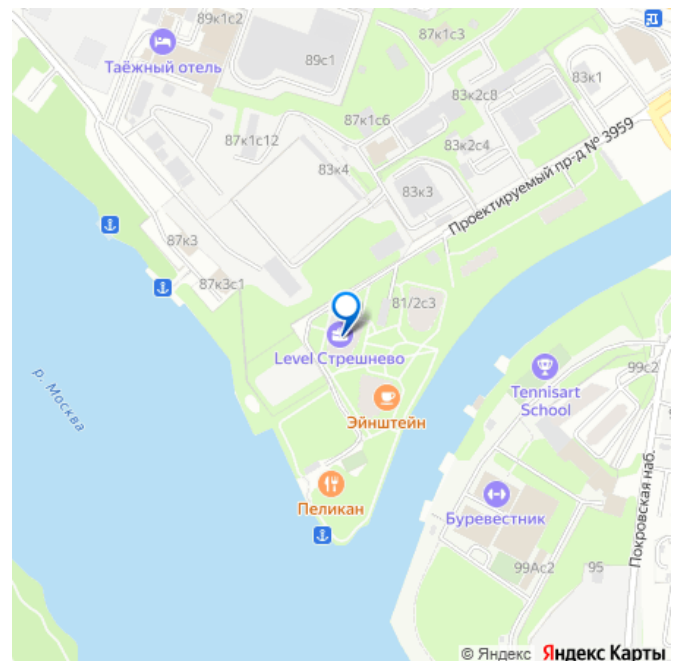 89к1с2
87к1с3
Таёжный отель
89с1
83к1
83к2с8
87к1с6
87к1с12
83к2с4
83к4
83к3
Проектируемый пр-д № 3959
87к3
87к3с1
81/2с3
Level Стрешнево
р. Москва
99с2
Tennisart
School
Эйнштейн
Пеликан
Буревестник
Покровская наб.
99Ас2
95
© Яндекс Яндекс Карты